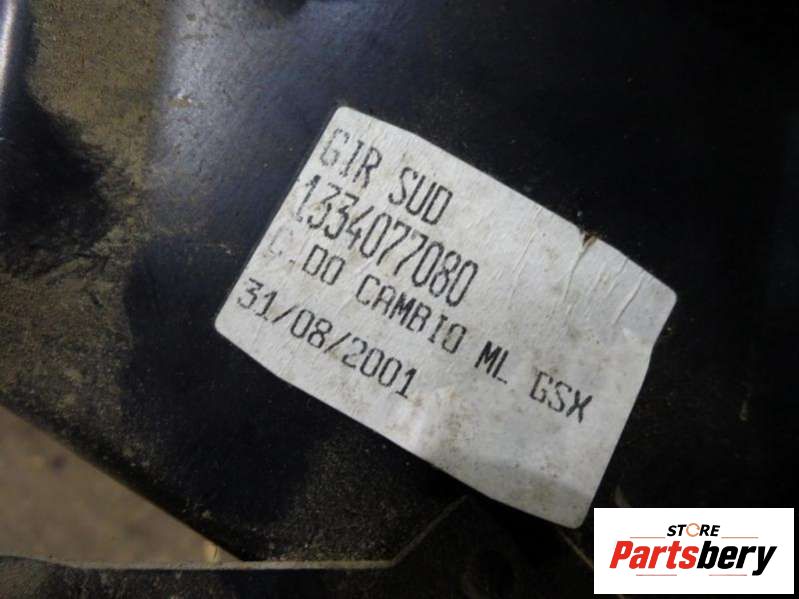 GIR SUD
1334077080
C.DO CAMBIO ML GSX
31/08/2001
STORE
Partsbery